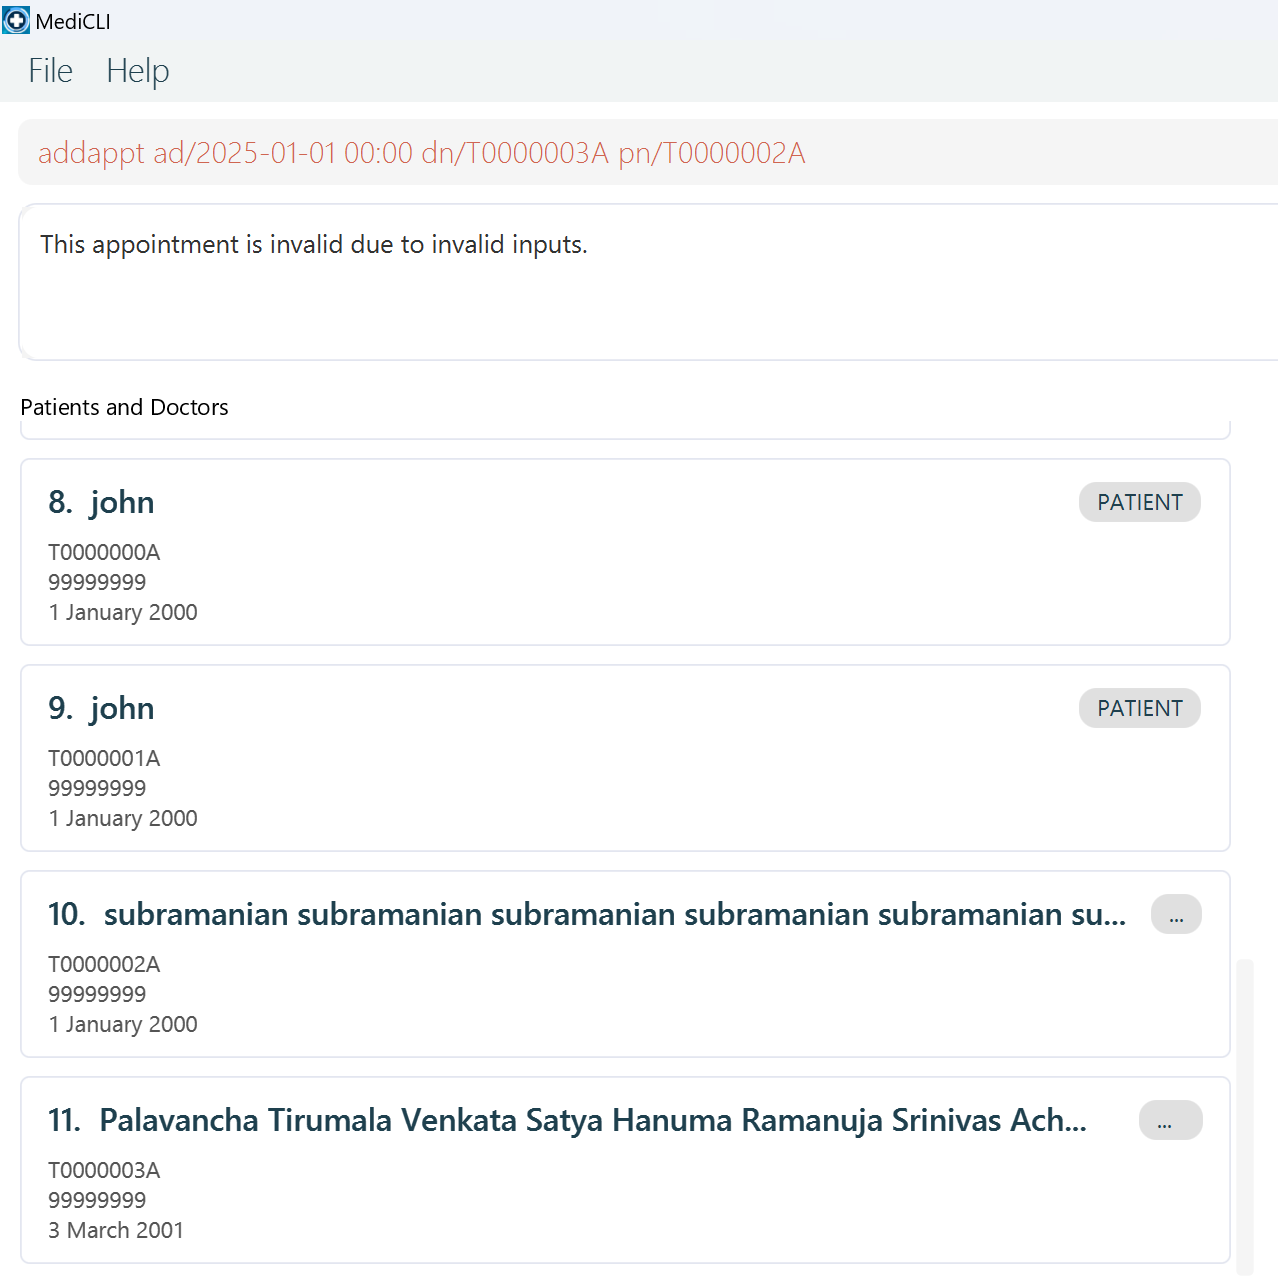 MediCLI
File Help
addappt ad/2025-01-01 00:00 dn/T0000003A pn/T0000002A
This appointment is invalid due to invalid inputs.
Patients and Doctors
8. john
PATIENT
T0000000A
99999999
1 January 2000
9. john
PATIENT
T0000001A
99999999
1 January 2000
10. subramanian subramanian subramanian subramanian subramanian su...
...
T0000002A
99999999
1 January 2000
11. Palavancha Tirumala Venkata Satya Hanuma Ramanuja Srinivas Ach...
...
T0000003A
99999999
3 March 2001